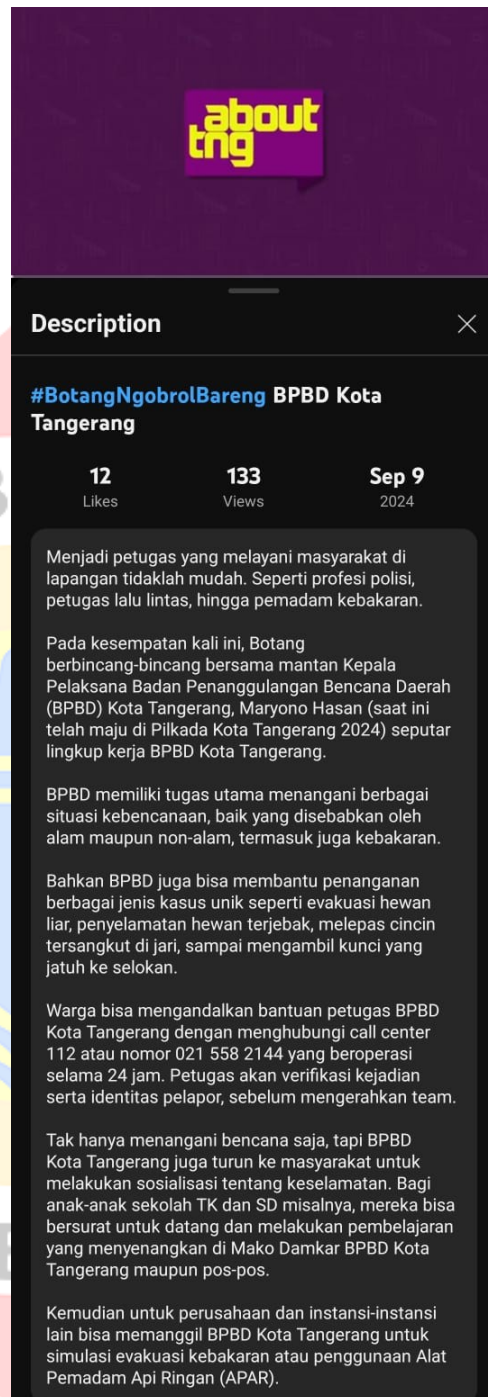 about
tng
Description
#BotangNgobrolBareng BPBD Kota
Tangerang
12 133 Sep 9
Likes Views 2024
Menjadi petugas yang melayani masyarakat di
lapangan tidaklah mudah. Seperti profesi polisi,
petugas lalu lintas, hingga pemadam kebakaran.
Pada kesempatan kali ini, Botang
berbincang-bincang bersama mantan Kepala
Pelaksana Badan Penanggulangan Bencana Daerah
(BPBD) Kota Tangerang, Maryono Hasan (saat ini
telah maju di Pilkada Kota Tangerang 2024) seputar
lingkup kerja BPBD Kota Tangerang.
BPBD memiliki tugas utama menangani berbagai
situasi kebencanaan, baik yang disebabkan oleh
alam maupun non-alam, termasuk juga kebakaran.
Bahkan BPBD juga bisa membantu penanganan
berbagai jenis kasus unik seperti evakuasi hewan
liar, penyelamatan hewan terjebak, melepas cincin
tersangkut di jari, sampai mengambil kunci yang
jatuh ke selokan.
Warga bisa mengandalkan bantuan petugas BPBD
Kota Tangerang dengan menghubungi call center
112 atau nomor 021 558 2144 yang beroperasi
selama 24 jam. Petugas akan verifikasi kejadian
serta identitas pelapor, sebelum mengerahkan team.
Tak hanya menangani bencana saja, tapi BPBD
Kota Tangerang juga turun ke masyarakat untuk
melakukan sosialisasi tentang keselamatan. Bagi
anak-anak sekolah TK dan SD misalnya, mereka bisa
bersurat untuk datang dan melakukan pembelajaran
yang menyenangkan di Mako Damkar BPBD Kota
Tangerang maupun pos-pos.
Kemudian untuk perusahaan dan instansi-instansi
lain bisa memanggil BPBD Kota Tangerang untuk
simulasi evakuasi kebakaran atau penggunaan Alat
Pemadam Api Ringan (APAR).